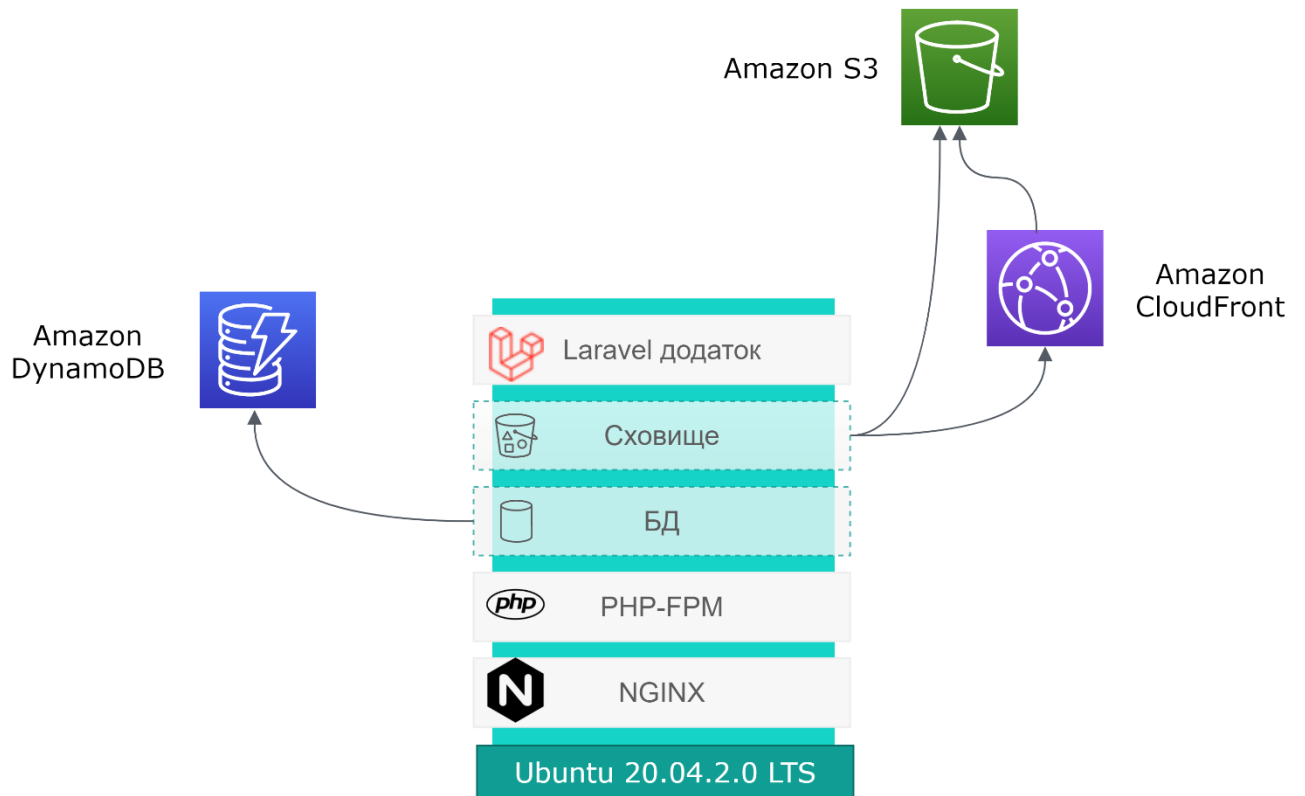 Amazon S3
Amazon
CloudFront
Amazon
DynamoDB
Laravel додаток
Сховище
БД
php
PHP-FPM
N
NGINX
Ubuntu 20.04.2.0 LTS